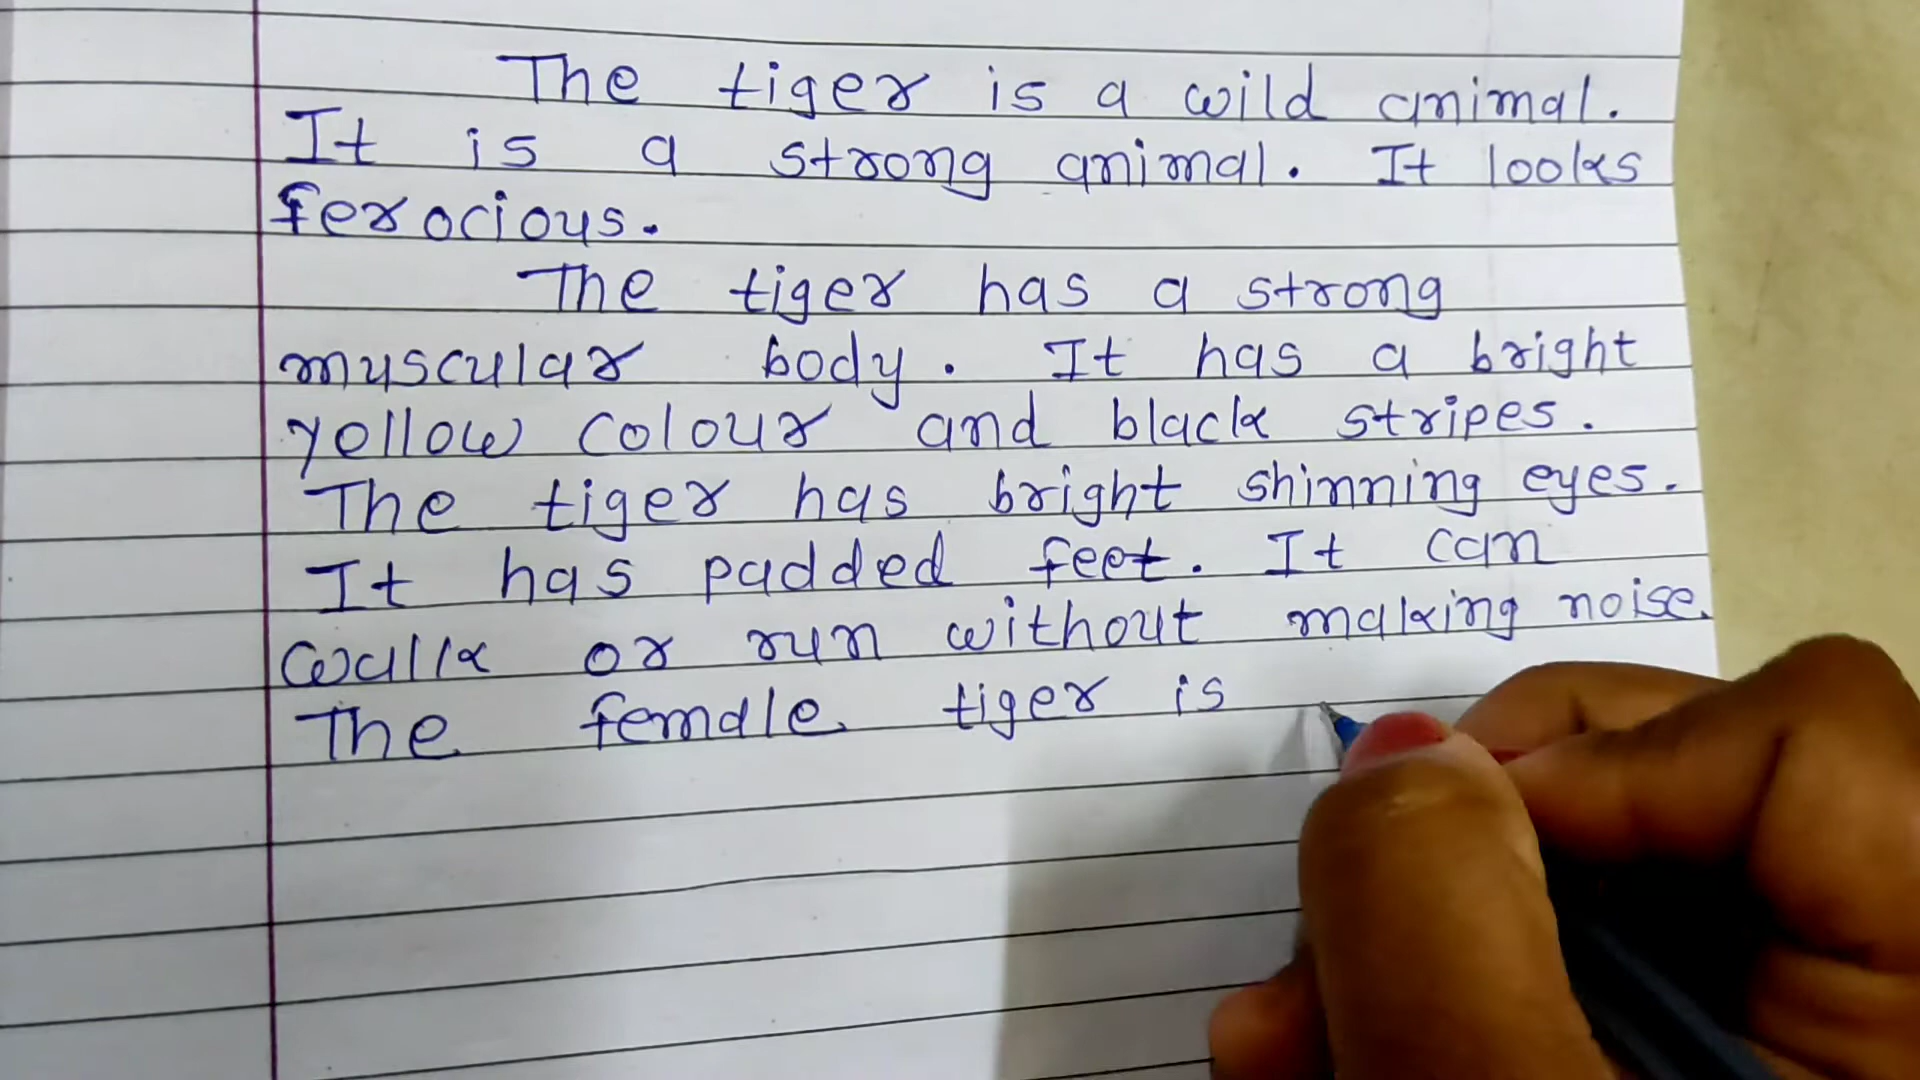 The tiger is a wild animal.
It is a strong animal. It looks
ferocious.
The tiger has a strong
muscular body. It has a bright
yellow colour and black stripes.
The tiger has bright shinning eyes.
It has padded feet. It can
walk or run without making noise.
The female tiger is